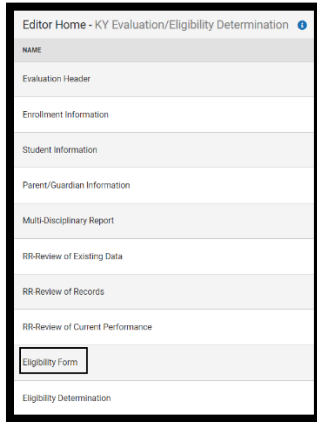 Editor Home - KY Evaluation/Eligibility Determination i
NAME
Evaluation Header
Enrollment Information
Student Information
Parent/Guardian Information
Multi-Disciplinary Report
RR-Review of Existing Data
RR-Review of Records
RR-Review of Current Performance
Eligibility Form
Eligibility Determination